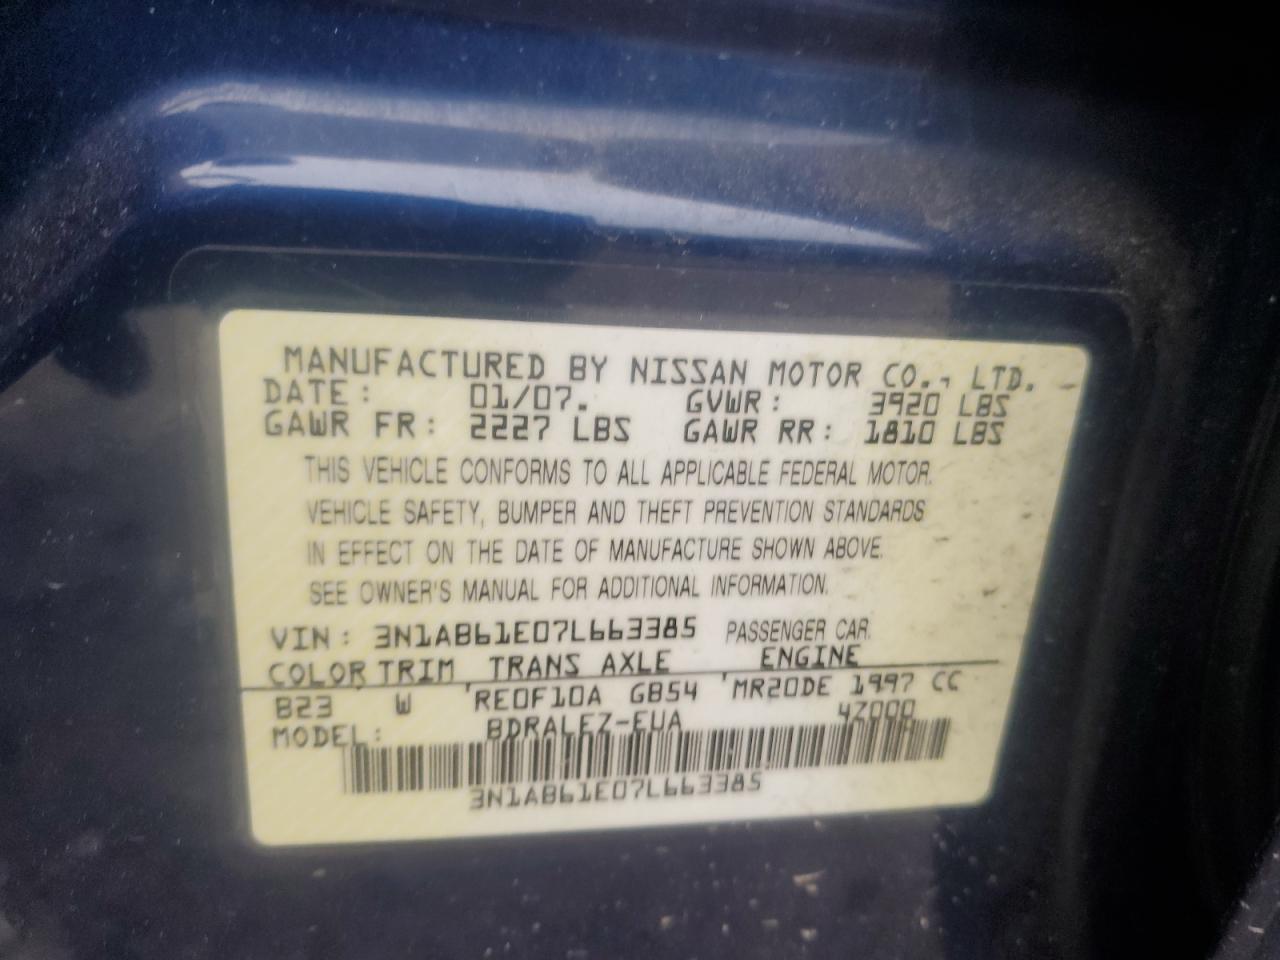 MANUFACTURED BY NISSAN MOTOR CO., LTD.
DATE: 01/07. GVWR: 3920 LBS
GAWR FR: 2227 LBS GAWR RR: 1810 LBS
THIS VEHICLE CONFORMS TO ALL APPLICABLE FEDERAL MOTOR.
VEHICLE SAFETY, BUMPER AND THEFT PREVENTION STANDARDS
IN EFFECT ON THE DATE OF MANUFACTURE SHOWN ABOVE.
SEE OWNER'S MANUAL FOR ADDITIONAL INFORMATION.
VIN: 3N1AB61E07L663385 PASSENGER CAR.
COLOR TRIM TRANS AXLE ENGINE
B23 W RE0F10A GB54 MR20DE 1997 CC
MODEL: BDRALEZ-EUA 4Z000
3N1AB61E07L663385